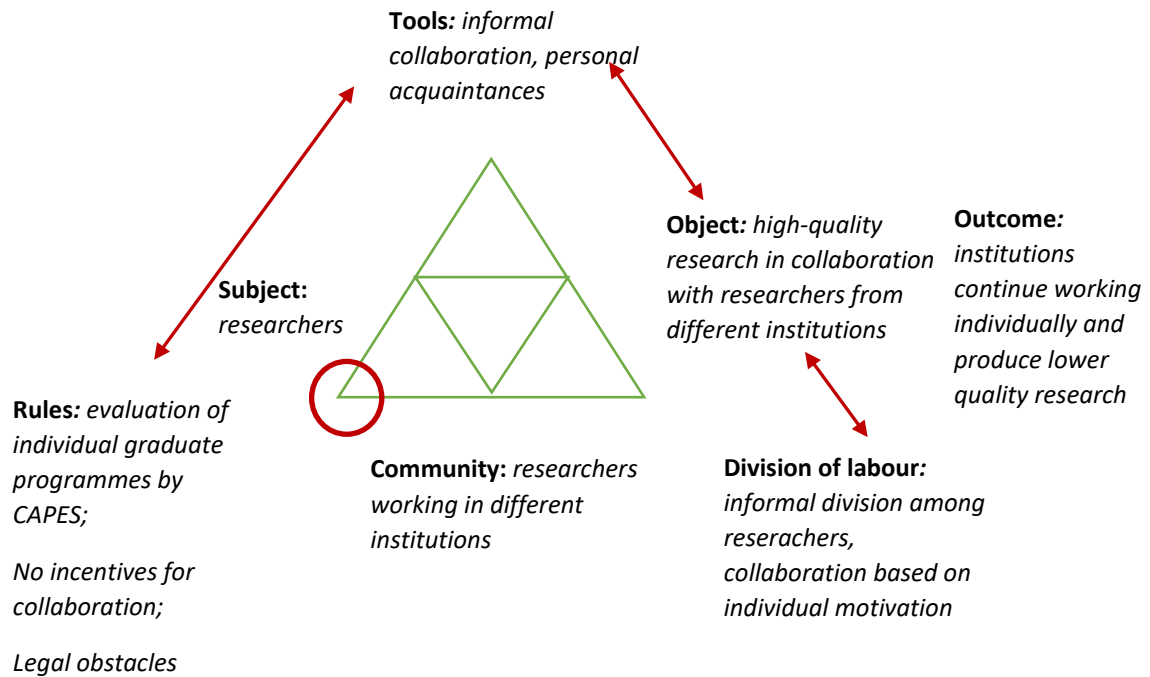 Tools: informal
collaboration, personal
acquaintances
Subject:
researchers
Object: high-quality
research in collaboration
with researchers from
different institutions
Outcome:
institutions
continue working
individually and
produce lower
quality research
Rules: evaluation of
individual graduate
programmes by
CAPES;
No incentives for
collaboration;
Legal obstacles
Community: researchers
working in different
institutions
Division of labour:
informal division among
reserachers,
collaboration based on
individual motivation